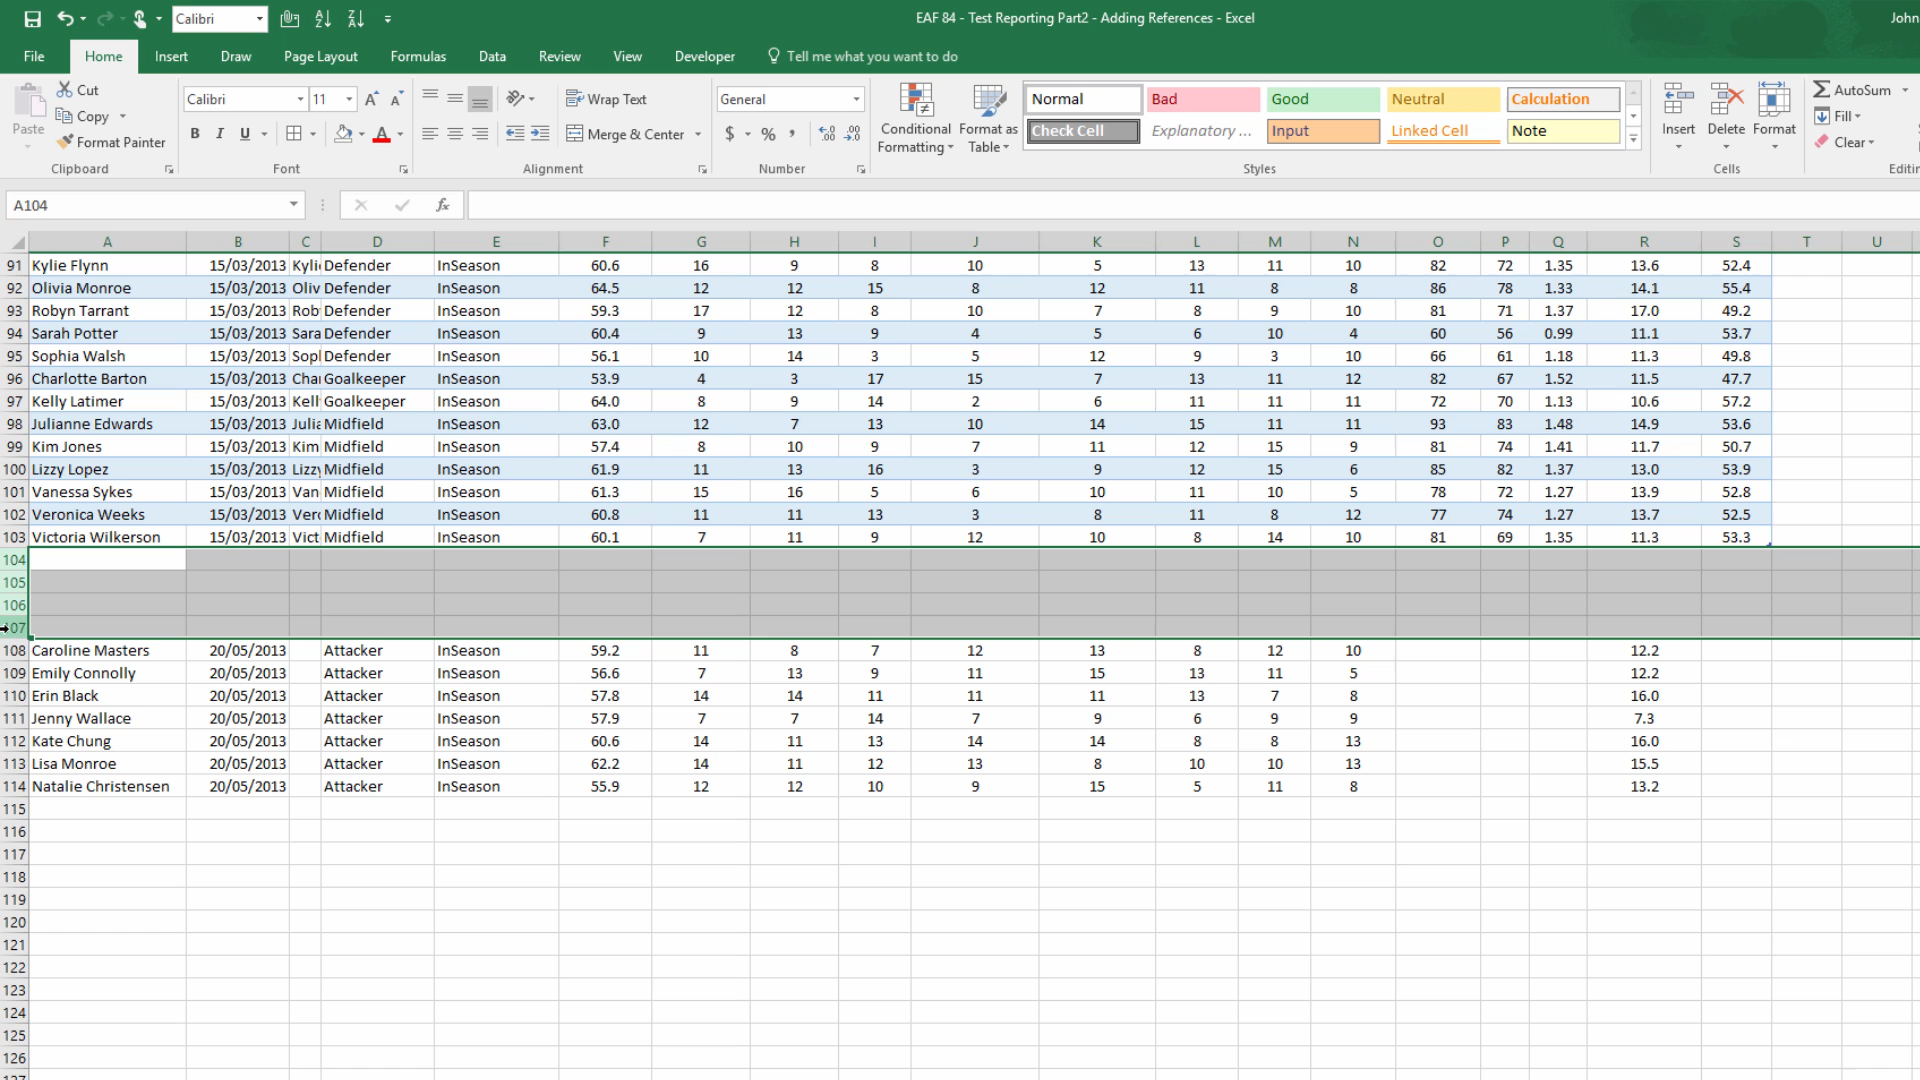 Calibri
EAF 84 - Test Reporting Part2 - Adding References - Excel
John
File Home Insert Draw Page Layout Formulas Data Review View Developer Tell me what you want to do
Paste
Cut
Copy
Format Painter
Clipboard
Calibri 11
B I U
Font
Wrap Text
Merge & Center
Alignment
General
$ % ,
Number
Conditional Formatting
Format as Table
Normal Bad Good Neutral Calculation
Check Cell Explanatory ... Input Linked Cell Note
Styles
Insert Delete Format
Cells
AutoSum
Fill
Clear
Editin
A104
fx
A B C D E F G H I J K L M N O P Q R S T U
91 Kylie Flynn 15/03/2013 Kyli Defender InSeason 60.6 16 9 8 10 5 13 11 10 82 72 1.35 13.6 52.4
92 Olivia Monroe 15/03/2013 Oliv Defender InSeason 64.5 12 12 15 8 12 11 8 8 86 78 1.33 14.1 55.4
93 Robyn Tarrant 15/03/2013 Rob Defender InSeason 59.3 17 12 8 10 7 8 9 10 81 71 1.37 17.0 49.2
94 Sarah Potter 15/03/2013 Sara Defender InSeason 60.4 9 13 9 4 5 6 10 4 60 56 0.99 11.1 53.7
95 Sophia Walsh 15/03/2013 Sop Defender InSeason 56.1 10 14 3 5 12 9 3 10 66 61 1.18 11.3 49.8
96 Charlotte Barton 15/03/2013 Cha Goalkeeper InSeason 53.9 4 3 17 15 7 13 11 12 82 67 1.52 11.5 47.7
97 Kelly Latimer 15/03/2013 Kell Goalkeeper InSeason 64.0 8 9 14 2 6 11 11 11 72 70 1.13 10.6 57.2
98 Julianne Edwards 15/03/2013 Julia Midfield InSeason 63.0 12 7 13 10 14 15 11 11 93 83 1.48 14.9 53.6
99 Kim Jones 15/03/2013 Kim Midfield InSeason 57.4 8 10 9 7 11 12 15 9 81 74 1.41 11.7 50.7
100 Lizzy Lopez 15/03/2013 Lizzy Midfield InSeason 61.9 11 13 16 3 9 12 15 6 85 82 1.37 13.0 53.9
101 Vanessa Sykes 15/03/2013 Van Midfield InSeason 61.3 15 16 5 6 10 11 10 5 78 72 1.27 13.9 52.8
102 Veronica Weeks 15/03/2013 Vero Midfield InSeason 60.8 11 11 13 3 8 11 8 12 77 74 1.27 13.7 52.5
103 Victoria Wilkerson 15/03/2013 Vict Midfield InSeason 60.1 7 11 9 12 10 8 14 10 81 69 1.35 11.3 53.3
104
105
106
107
108 Caroline Masters 20/05/2013 Attacker InSeason 59.2 11 8 7 12 13 8 12 10 12.2
109 Emily Connolly 20/05/2013 Attacker InSeason 56.6 7 13 9 11 15 13 11 5 12.2
110 Erin Black 20/05/2013 Attacker InSeason 57.8 14 14 11 11 11 13 7 8 16.0
111 Jenny Wallace 20/05/2013 Attacker InSeason 57.9 7 7 14 7 9 6 9 9 7.3
112 Kate Chung 20/05/2013 Attacker InSeason 60.6 14 11 13 14 14 8 8 13 16.0
113 Lisa Monroe 20/05/2013 Attacker InSeason 62.2 14 11 12 13 8 10 10 13 15.5
114 Natalie Christensen 20/05/2013 Attacker InSeason 55.9 12 12 10 9 15 5 11 8 13.2
115
116
117
118
119
120
121
122
123
124
125
126
127